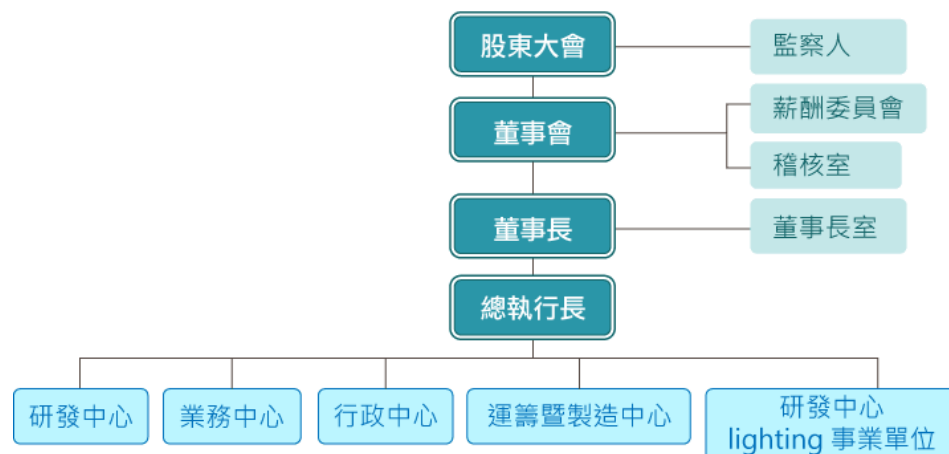 股東大會
監察人
董事會
薪酬委員會
稽核室
董事長
董事長室
總執行長
研發中心
業務中心
行政中心
運籌暨製造中心
研發中心
lighting 事業單位